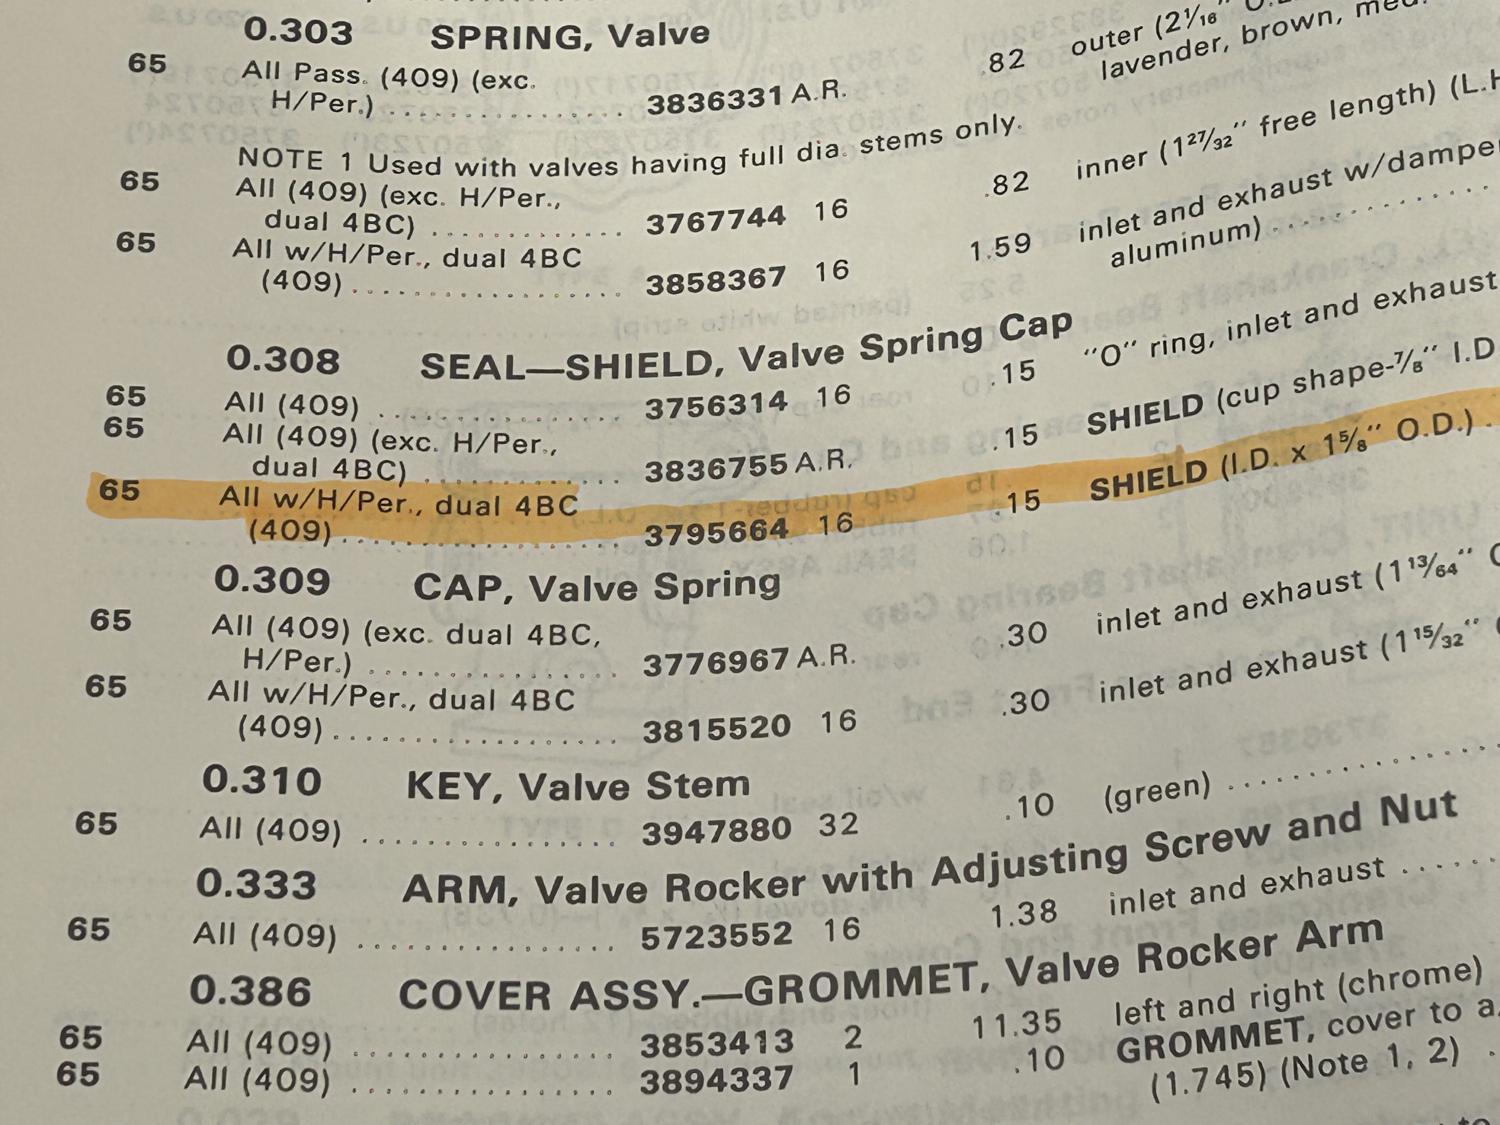 0.303 SPRING, Valve
65 All Pass. (409) (exc.
H/Per.) .................. 3836331 A.R. .82 outer (2 1/16"
lavender, brown, med.
NOTE 1 Used with valves having full dia. stems only.
65 All (409) (exc. H/Per.,
dual 4BC) .............. 3767744 16 .82 inner (1 27/32" free length) (L.H
65 All w/H/Per., dual 4BC
(409) .................... 3858367 16 1.59 inlet and exhaust w/damper
aluminum) ...............
0.308 SEAL—SHIELD, Valve Spring Cap
65 All (409) ................ 3756314 16 .15 "O" ring, inlet and exhaust
65 All (409) (exc. H/Per.,
dual 4BC) .............. 3836755 A.R. .15 SHIELD (cup shape-7/8" I.D
65 All w/H/Per., dual 4BC
(409) .................... 3795664 16 .15 SHIELD (I.D. x 1 5/8" O.D.) .
0.309 CAP, Valve Spring
65 All (409) (exc. dual 4BC,
H/Per.) ................. 3776967 A.R. .30 inlet and exhaust (1 13/64" O
65 All w/H/Per., dual 4BC
(409) .................... 3815520 16 .30 inlet and exhaust (1 15/32"
0.310 KEY, Valve Stem
65 All (409) ................ 3947880 32 .10 (green) ..................
0.333 ARM, Valve Rocker with Adjusting Screw and Nut
65 All (409) ................ 5723552 16 1.38 inlet and exhaust ......
0.386 COVER ASSY.—GROMMET, Valve Rocker Arm
65 All (409) ................ 3853413 2 11.35 left and right (chrome)
65 All (409) ................ 3894337 1 .10 GROMMET, cover to a
(1.745) (Note 1, 2) .